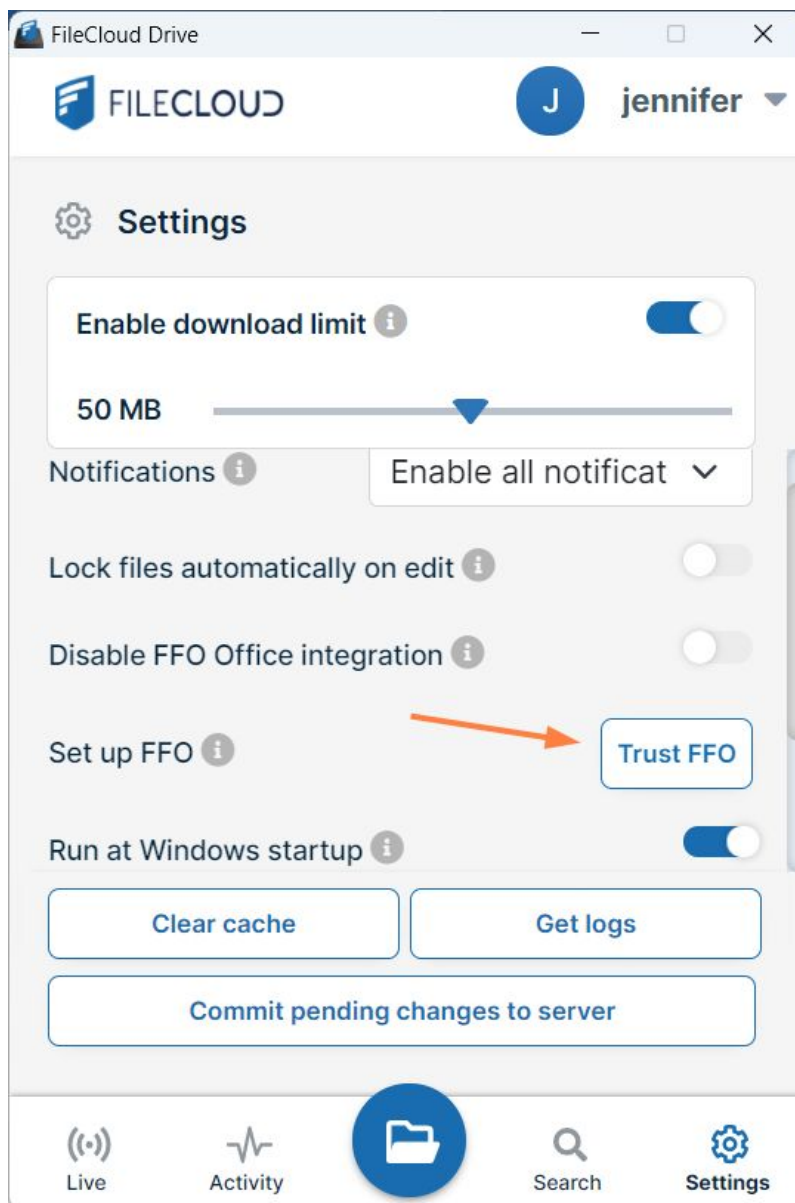 FileCloud Drive
FILECLOUD
J
jennifer
Settings
Enable download limit
50 MB
Notifications
Enable all notificat
Lock files automatically on edit
Disable FFO Office integration
Set up FFO
Trust FFO
Run at Windows startup
Clear cache
Get logs
Commit pending changes to server
Live
Activity
Search
Settings